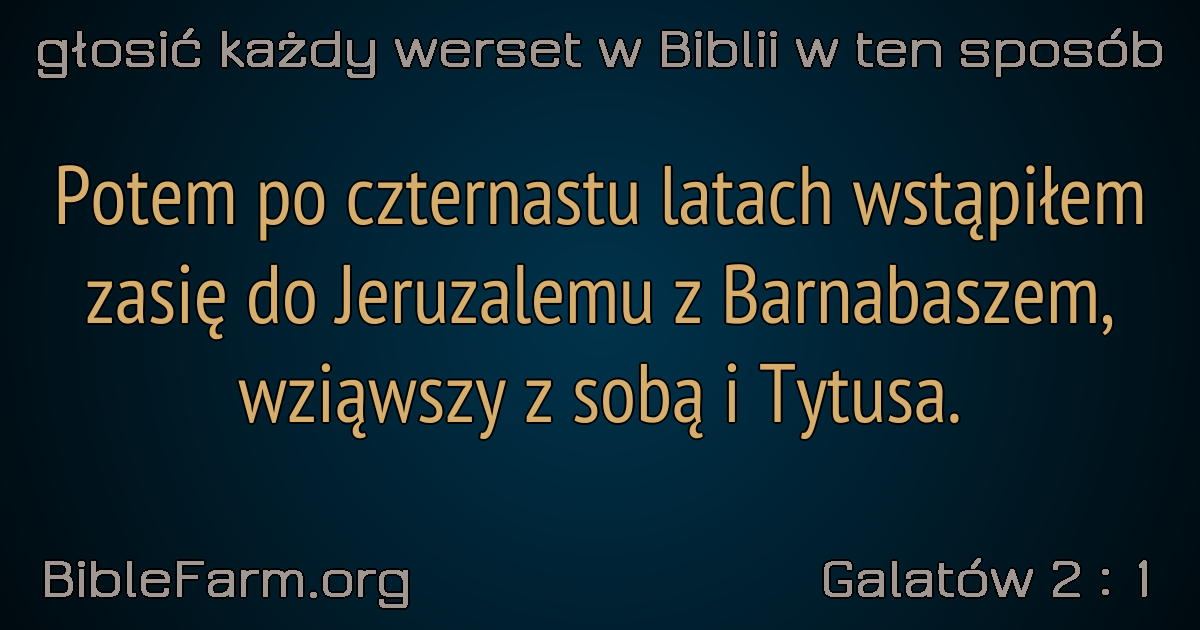 głosić każdy werset w Biblii w ten sposób
Potem po czternastu latach wstąpiłem
zasię do Jeruzalemu z Barnabaszem,
wziąwszy z sobą i Tytusa.
BibleFarm.org
Galatów 2 : 1